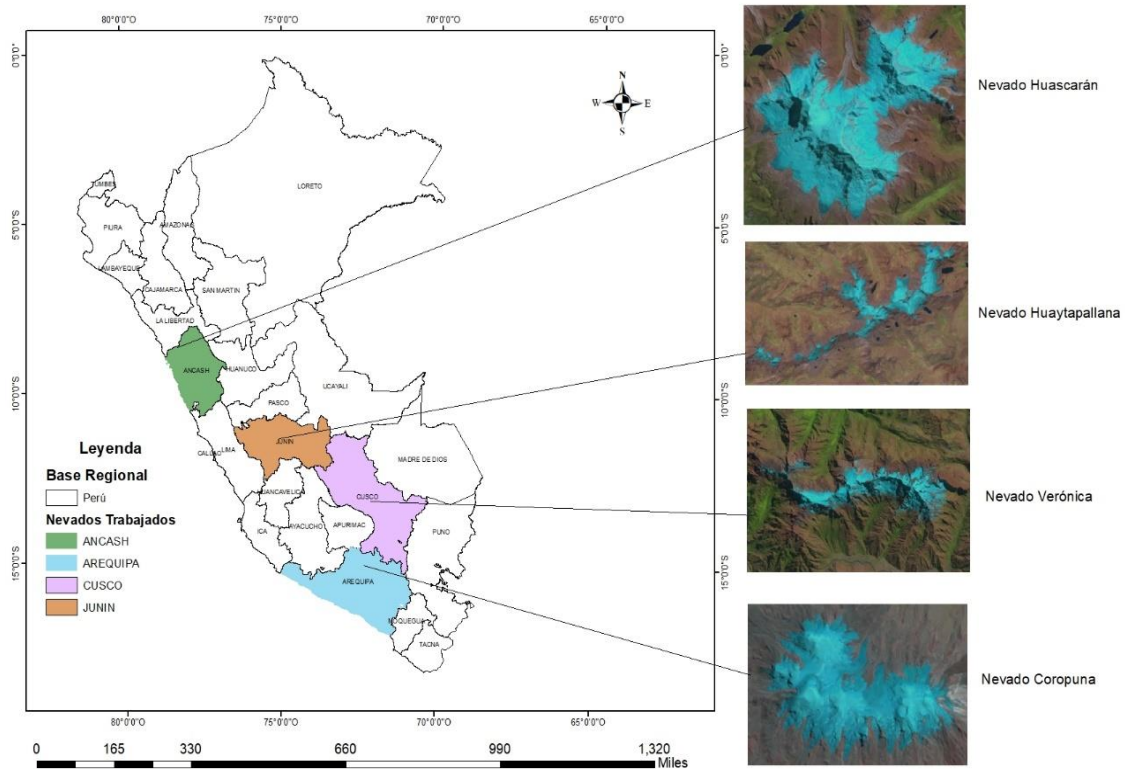 80°0'0"O
75°0'0"O
70°0'0"O
65°0'0"O
0°0'0"
5°0'0"S
10°0'0"S
15°0'0"S
5°0'0"S
10°0'0"S
15°0'0"S
N
W
E
S
TUMBES
PIURA
LAMBAYEQUE
AMAZONAS
CAJAMARCA
LORETO
SAN MARTIN
LA LIBERTAD
ANCASH
HUANUCO
UCAYALI
PASCO
JUNIN
CALLAO
LIMA
MADRE DE DIOS
HUANCAVELICA
CUSCO
ICA
AYACUCHO
APURIMAC
PUNO
AREQUIPA
MOQUEGUA
TACNA
Leyenda
Base Regional
Perú
Nevados Trabajados
ANCASH
AREQUIPA
CUSCO
JUNIN
80°0'0"O
75°0'0"O
70°0'0"O
65°0'0"O
0
165
330
660
990
1,320
Miles
Nevado Huascarán
Nevado Huaytapallana
Nevado Verónica
Nevado Coropuna